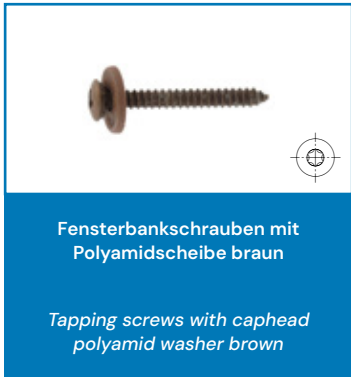 Fensterbankschrauben mit
Polyamidscheibe braun
Tapping screws with caphead
polyamid washer brown